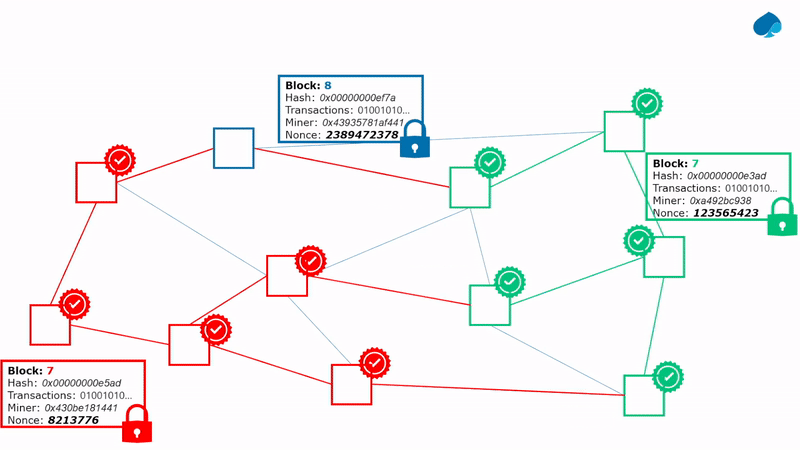 Block: 8
Hash: 0x00000000ef7a
Transactions: 01001010...
Miner: 0x43935781af441
Nonce: 2389472378
Block: 7
Hash: 0x00000000e3ad
Transactions: 01001010...
Miner: 0xa492bc938
Nonce: 123565423
Block: 7
Hash: 0x00000000e5ad
Transactions: 01001010...
Miner: 0x430be181441
Nonce: 8213776